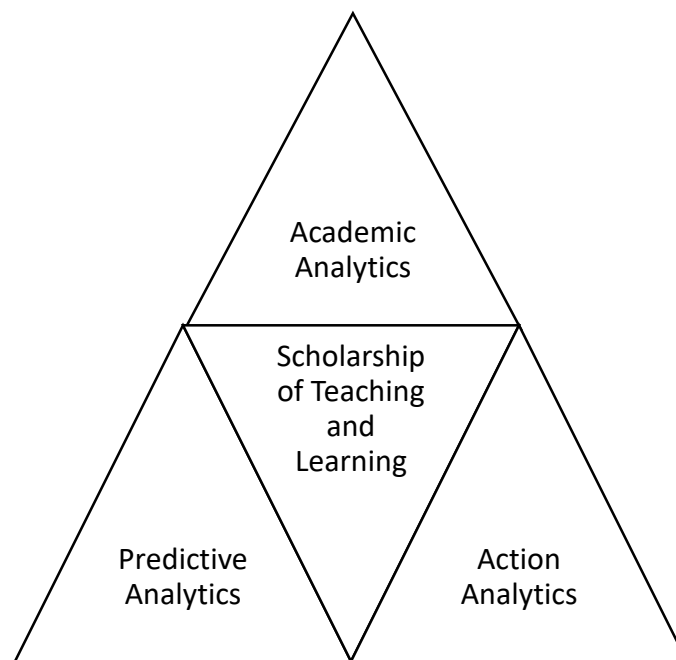 Academic
Analytics
Scholarship
of Teaching
and
Learning
Predictive
Analytics
Action
Analytics